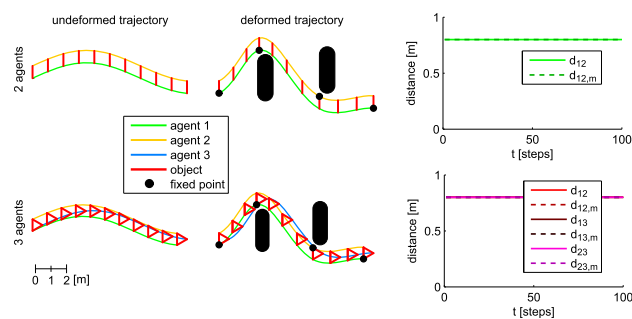 undeformed trajectory
deformed trajectory
2 agents
agent 1
agent 2
agent 3
object
fixed point
3 agents
0 1 2 [m]
1
0.5
0
distance [m]
d12
d12,m
0 50 100
t [steps]
1
0.5
0
distance [m]
d12
d12,m
d13
d13,m
d23
d23,m
0 50 100
t [steps]